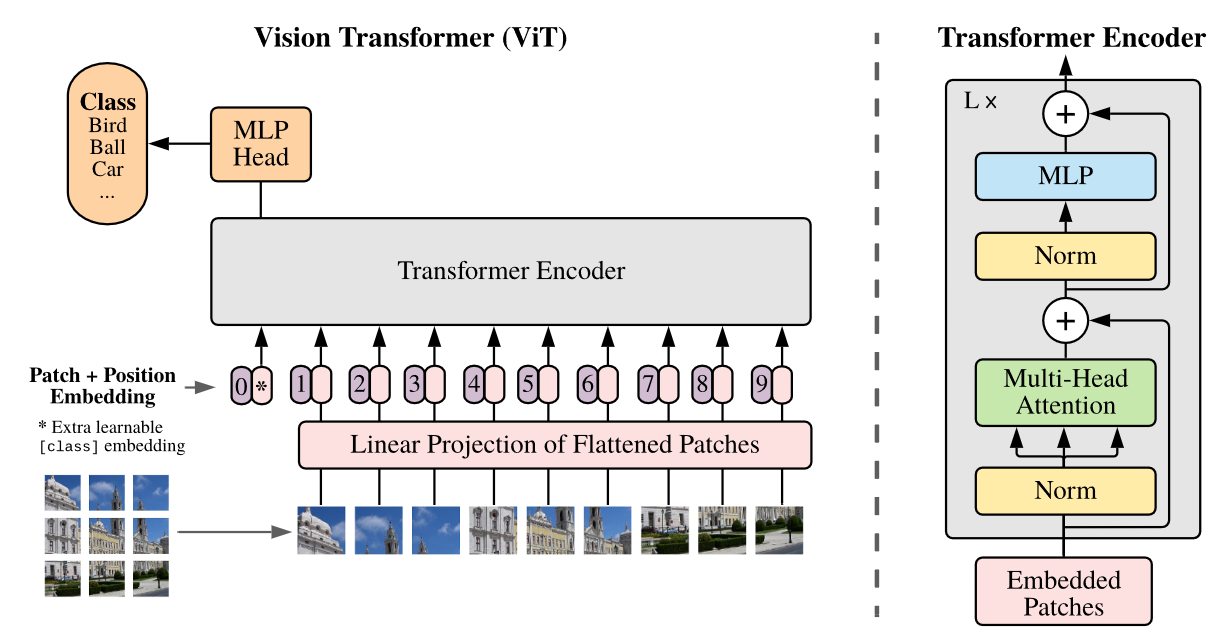 Vision Transformer (ViT)
Class
Bird
Ball
Car
...
MLP
Head
Transformer Encoder
Patch + Position
Embedding
* Extra learnable
[class] embedding
0 *
1
2
3
4
5
6
7
8
9
Linear Projection of Flattened Patches
Transformer Encoder
L ×
+
MLP
Norm
+
Multi-Head
Attention
Norm
Embedded
Patches